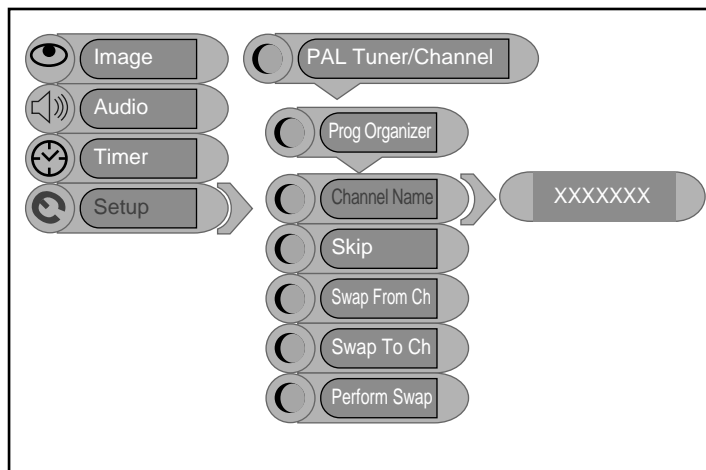 Image
Audio
Timer
Setup
PAL Tuner/Channel
Prog Organizer
Channel Name
XXXXXXX
Skip
Swap From Ch
Swap To Ch
Perform Swap